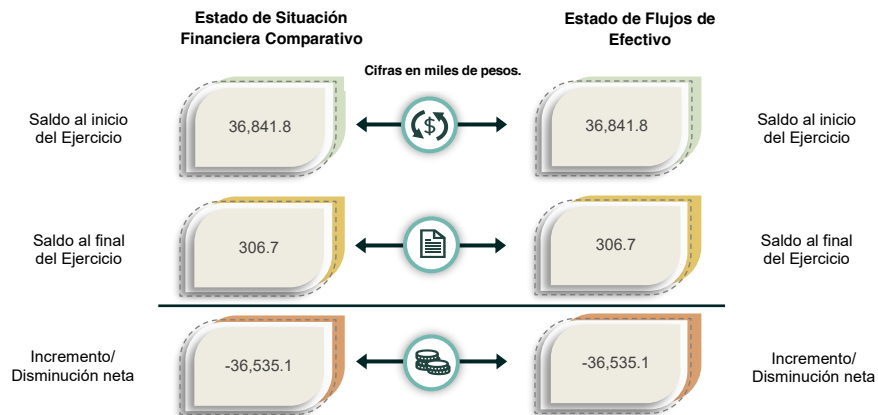 Estado de Situación
Financiera Comparativo
Estado de Flujos de
Efectivo
Cifras en miles de pesos.
Saldo al inicio
del Ejercicio
36,841.8
$
36,841.8
Saldo al inicio
del Ejercicio
Saldo al final
del Ejercicio
306.7
306.7
Saldo al final
del Ejercicio
Incremento/
Disminución neta
-36,535.1
-36,535.1
Incremento/
Disminución neta